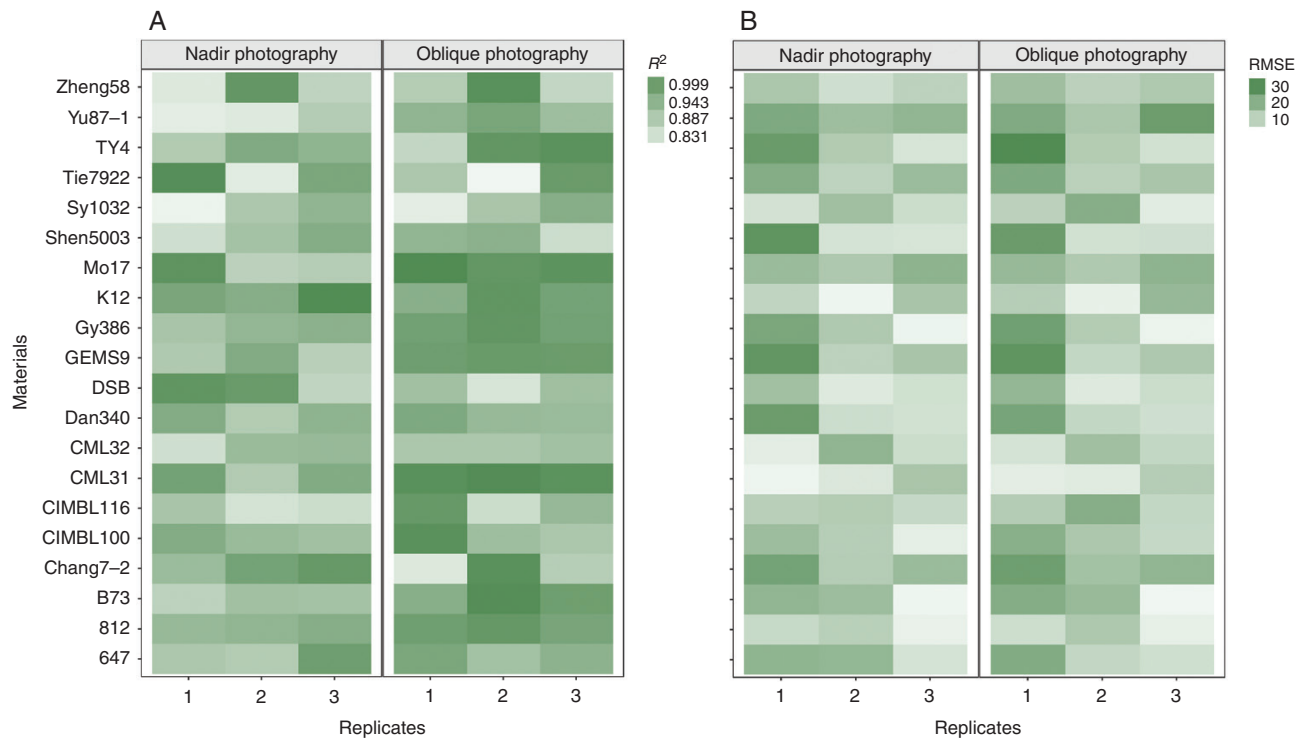 A
B
Nadir photography
Oblique photography
Nadir photography
Oblique photography
R²
0.999
0.943
0.887
0.831
RMSE
30
20
10
Materials
Zheng58
Yu87–1
TY4
Tie7922
Sy1032
Shen5003
Mo17
K12
Gy386
GEMS9
DSB
Dan340
CML32
CML31
CIMBL116
CIMBL100
Chang7–2
B73
812
647
1 2 3 1 2 3
1 2 3 1 2 3
Replicates
Replicates